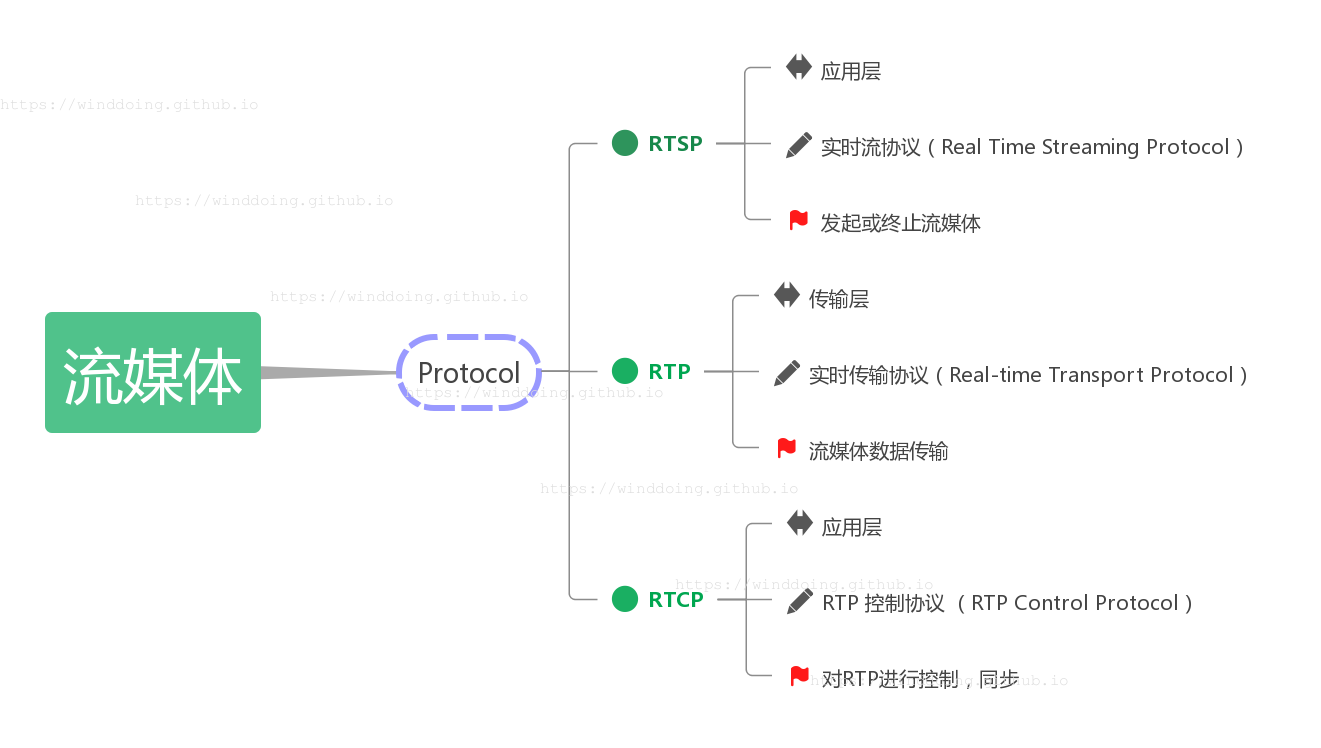 流媒体
Protocol
RTSP
应用层
实时流协议（Real Time Streaming Protocol）
发起或终止流媒体
RTP
传输层
实时传输协议（Real-time Transport Protocol）
流媒体数据传输
RTCP
应用层
RTP 控制协议 （RTP Control Protocol）
对RTP进行控制，同步
https://winddoing.github.io
https://winddoing.github.io
https://winddoing.github.io
https://winddoing.github.io
https://winddoing.github.io
https://winddoing.github.io
https://winddoing.github.io